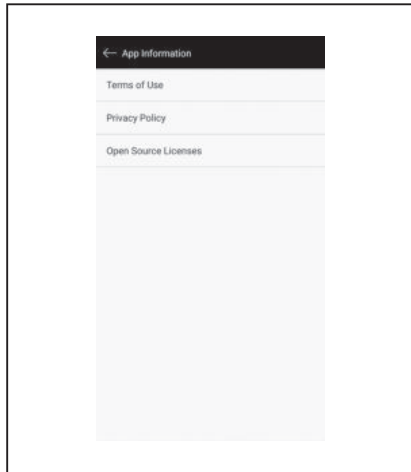 App Information
Terms of Use
Privacy Policy
Open Source Licenses